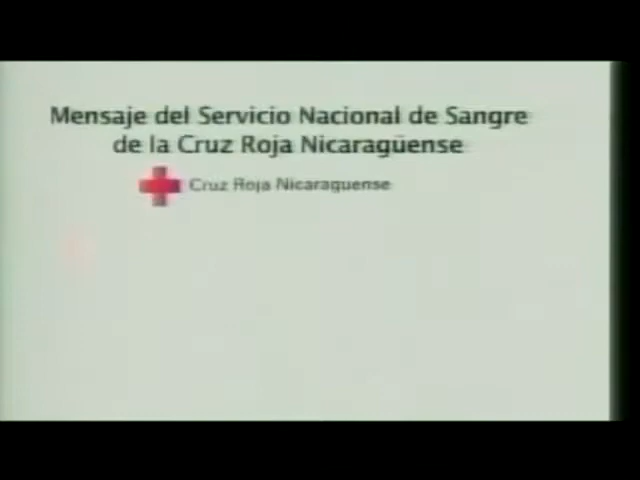 Mensaje del Servicio Nacional de Sangre
de la Cruz Roja Nicaragüense
Cruz Roja Nicaraguense